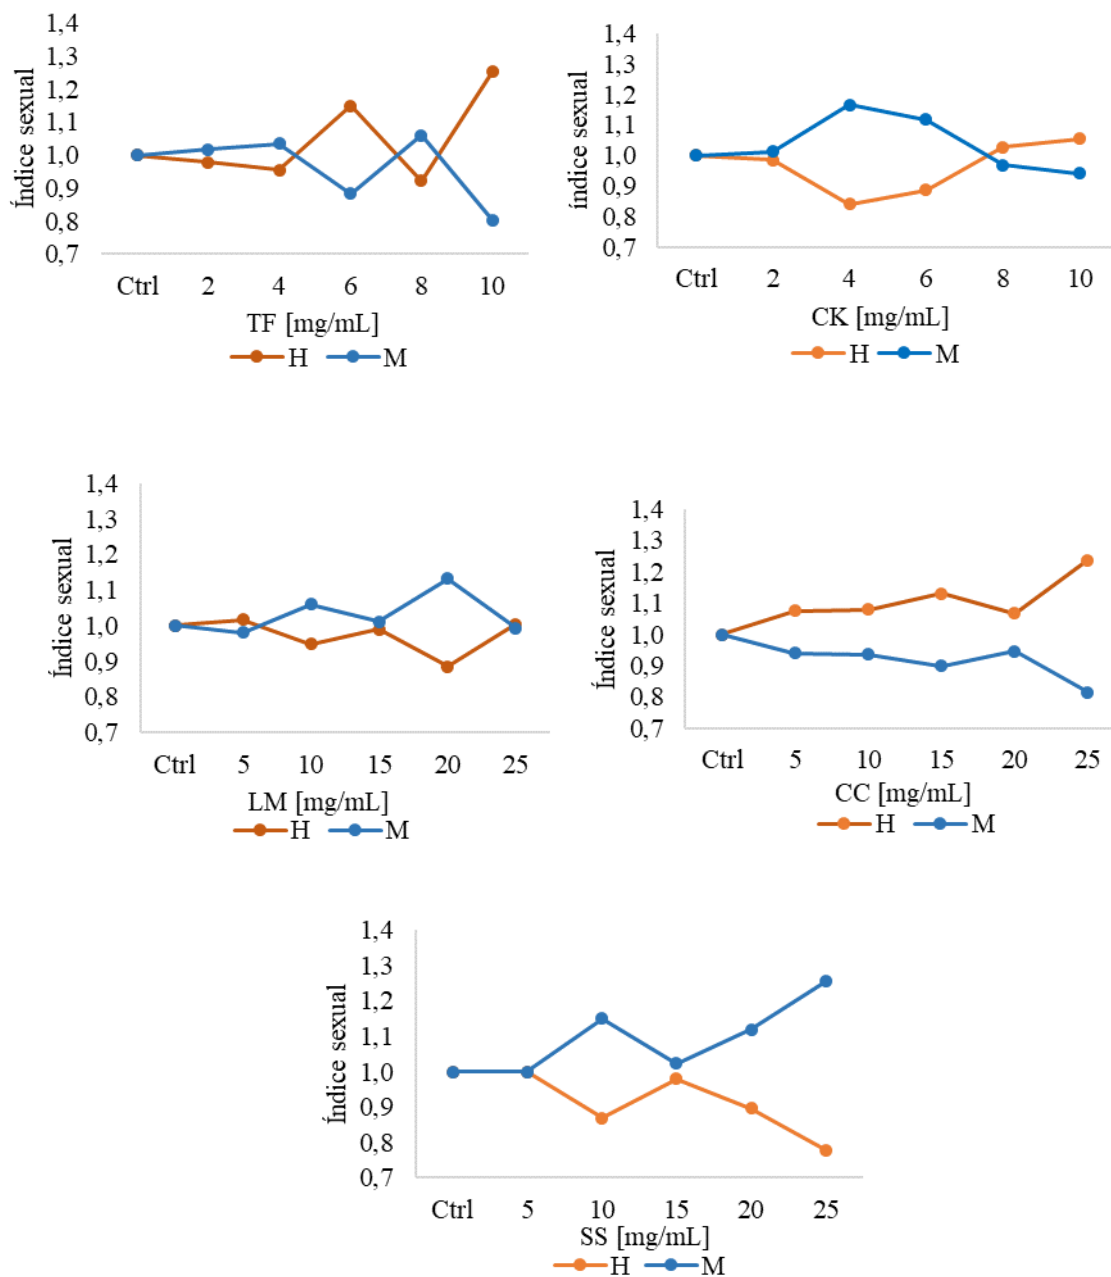 1,4
1,3
1,2
1,1
1,0
0,9
0,8
0,7
Índice sexual
Ctrl 2 4 6 8 10
TF [mg/mL]
H M
1,4
1,3
1,2
1,1
1,0
0,9
0,8
0,7
índice sexual
Ctrl 2 4 6 8 10
CK [mg/mL]
H M
1,4
1,3
1,2
1,1
1,0
0,9
0,8
0,7
Índice sexual
Ctrl 5 10 15 20 25
LM [mg/mL]
H M
1,4
1,3
1,2
1,1
1,0
0,9
0,8
0,7
Índice sexual
Ctrl 5 10 15 20 25
CC [mg/mL]
H M
1,4
1,3
1,2
1,1
1,0
0,9
0,8
0,7
Índice sexual
Ctrl 5 10 15 20 25
SS [mg/mL]
H M